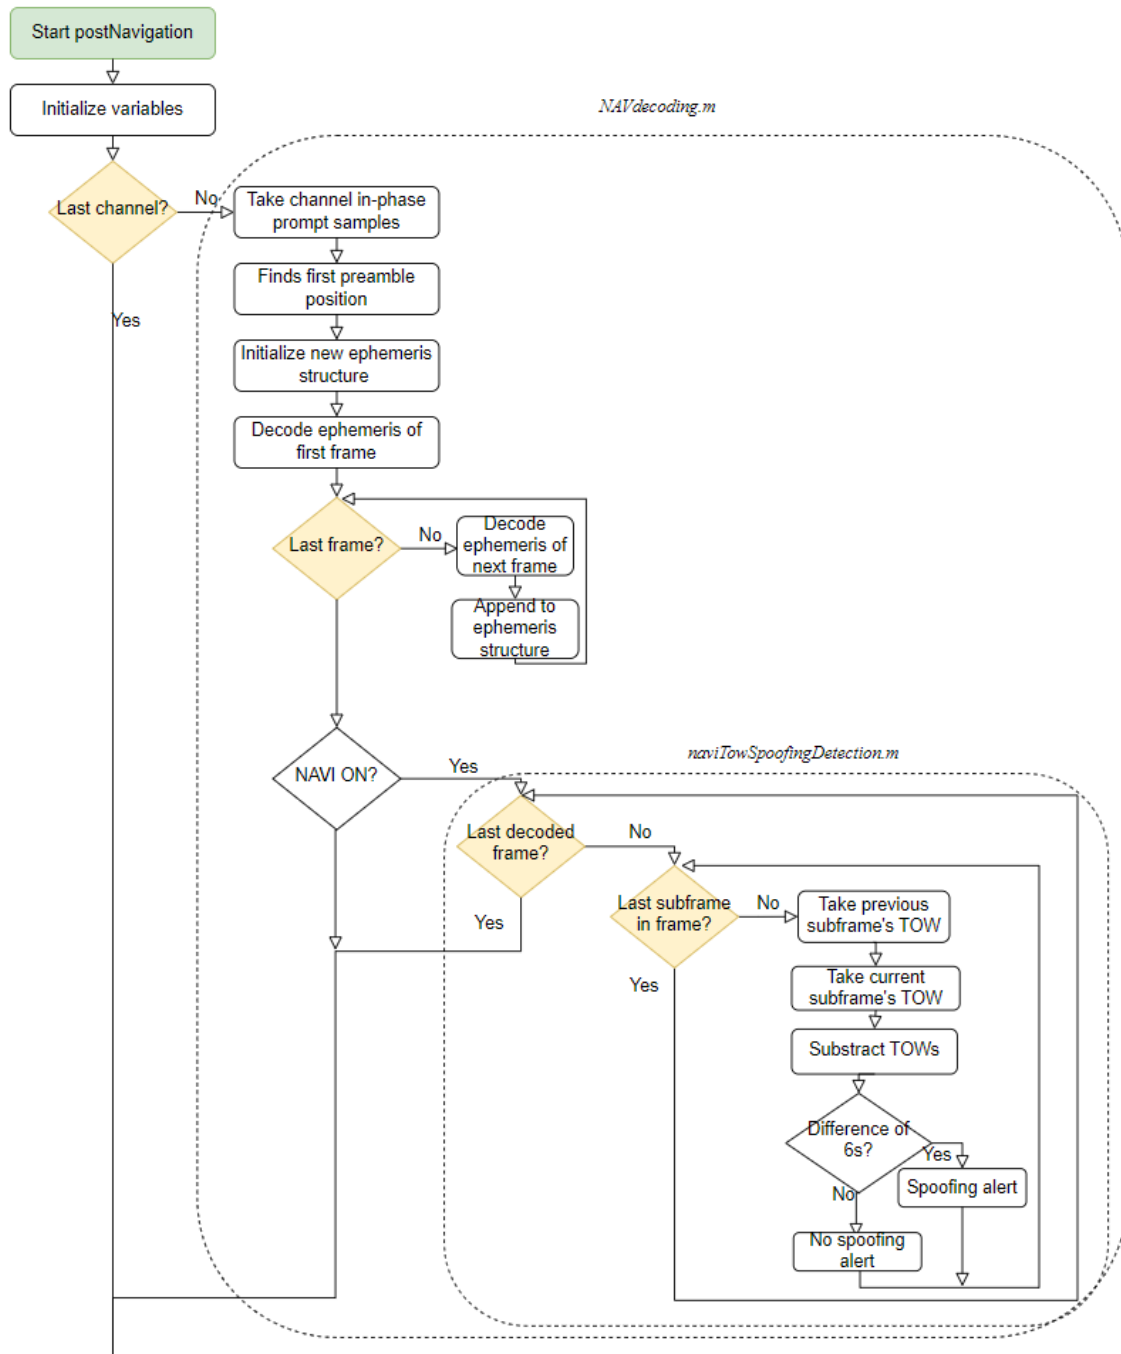 Start postNavigation
Initialize variables
NAVdecoding.m
Last channel?
No
Take channel in-phase
prompt samples
Finds first preamble
position
Yes
Initialize new ephemeris
structure
Decode ephemeris of
first frame
Last frame?
No
Decode
ephemeris of
next frame
Append to
ephemeris
structure
naviTowSpoofingDetection.m
NAVI ON?
Yes
Last decoded
frame?
No
Yes
Last subframe
in frame?
No
Take previous
subframe's TOW
Yes
Take current
subframe's TOW
Substract TOWs
Difference of
6s?
Yes
Spoofing alert
No
No spoofing
alert